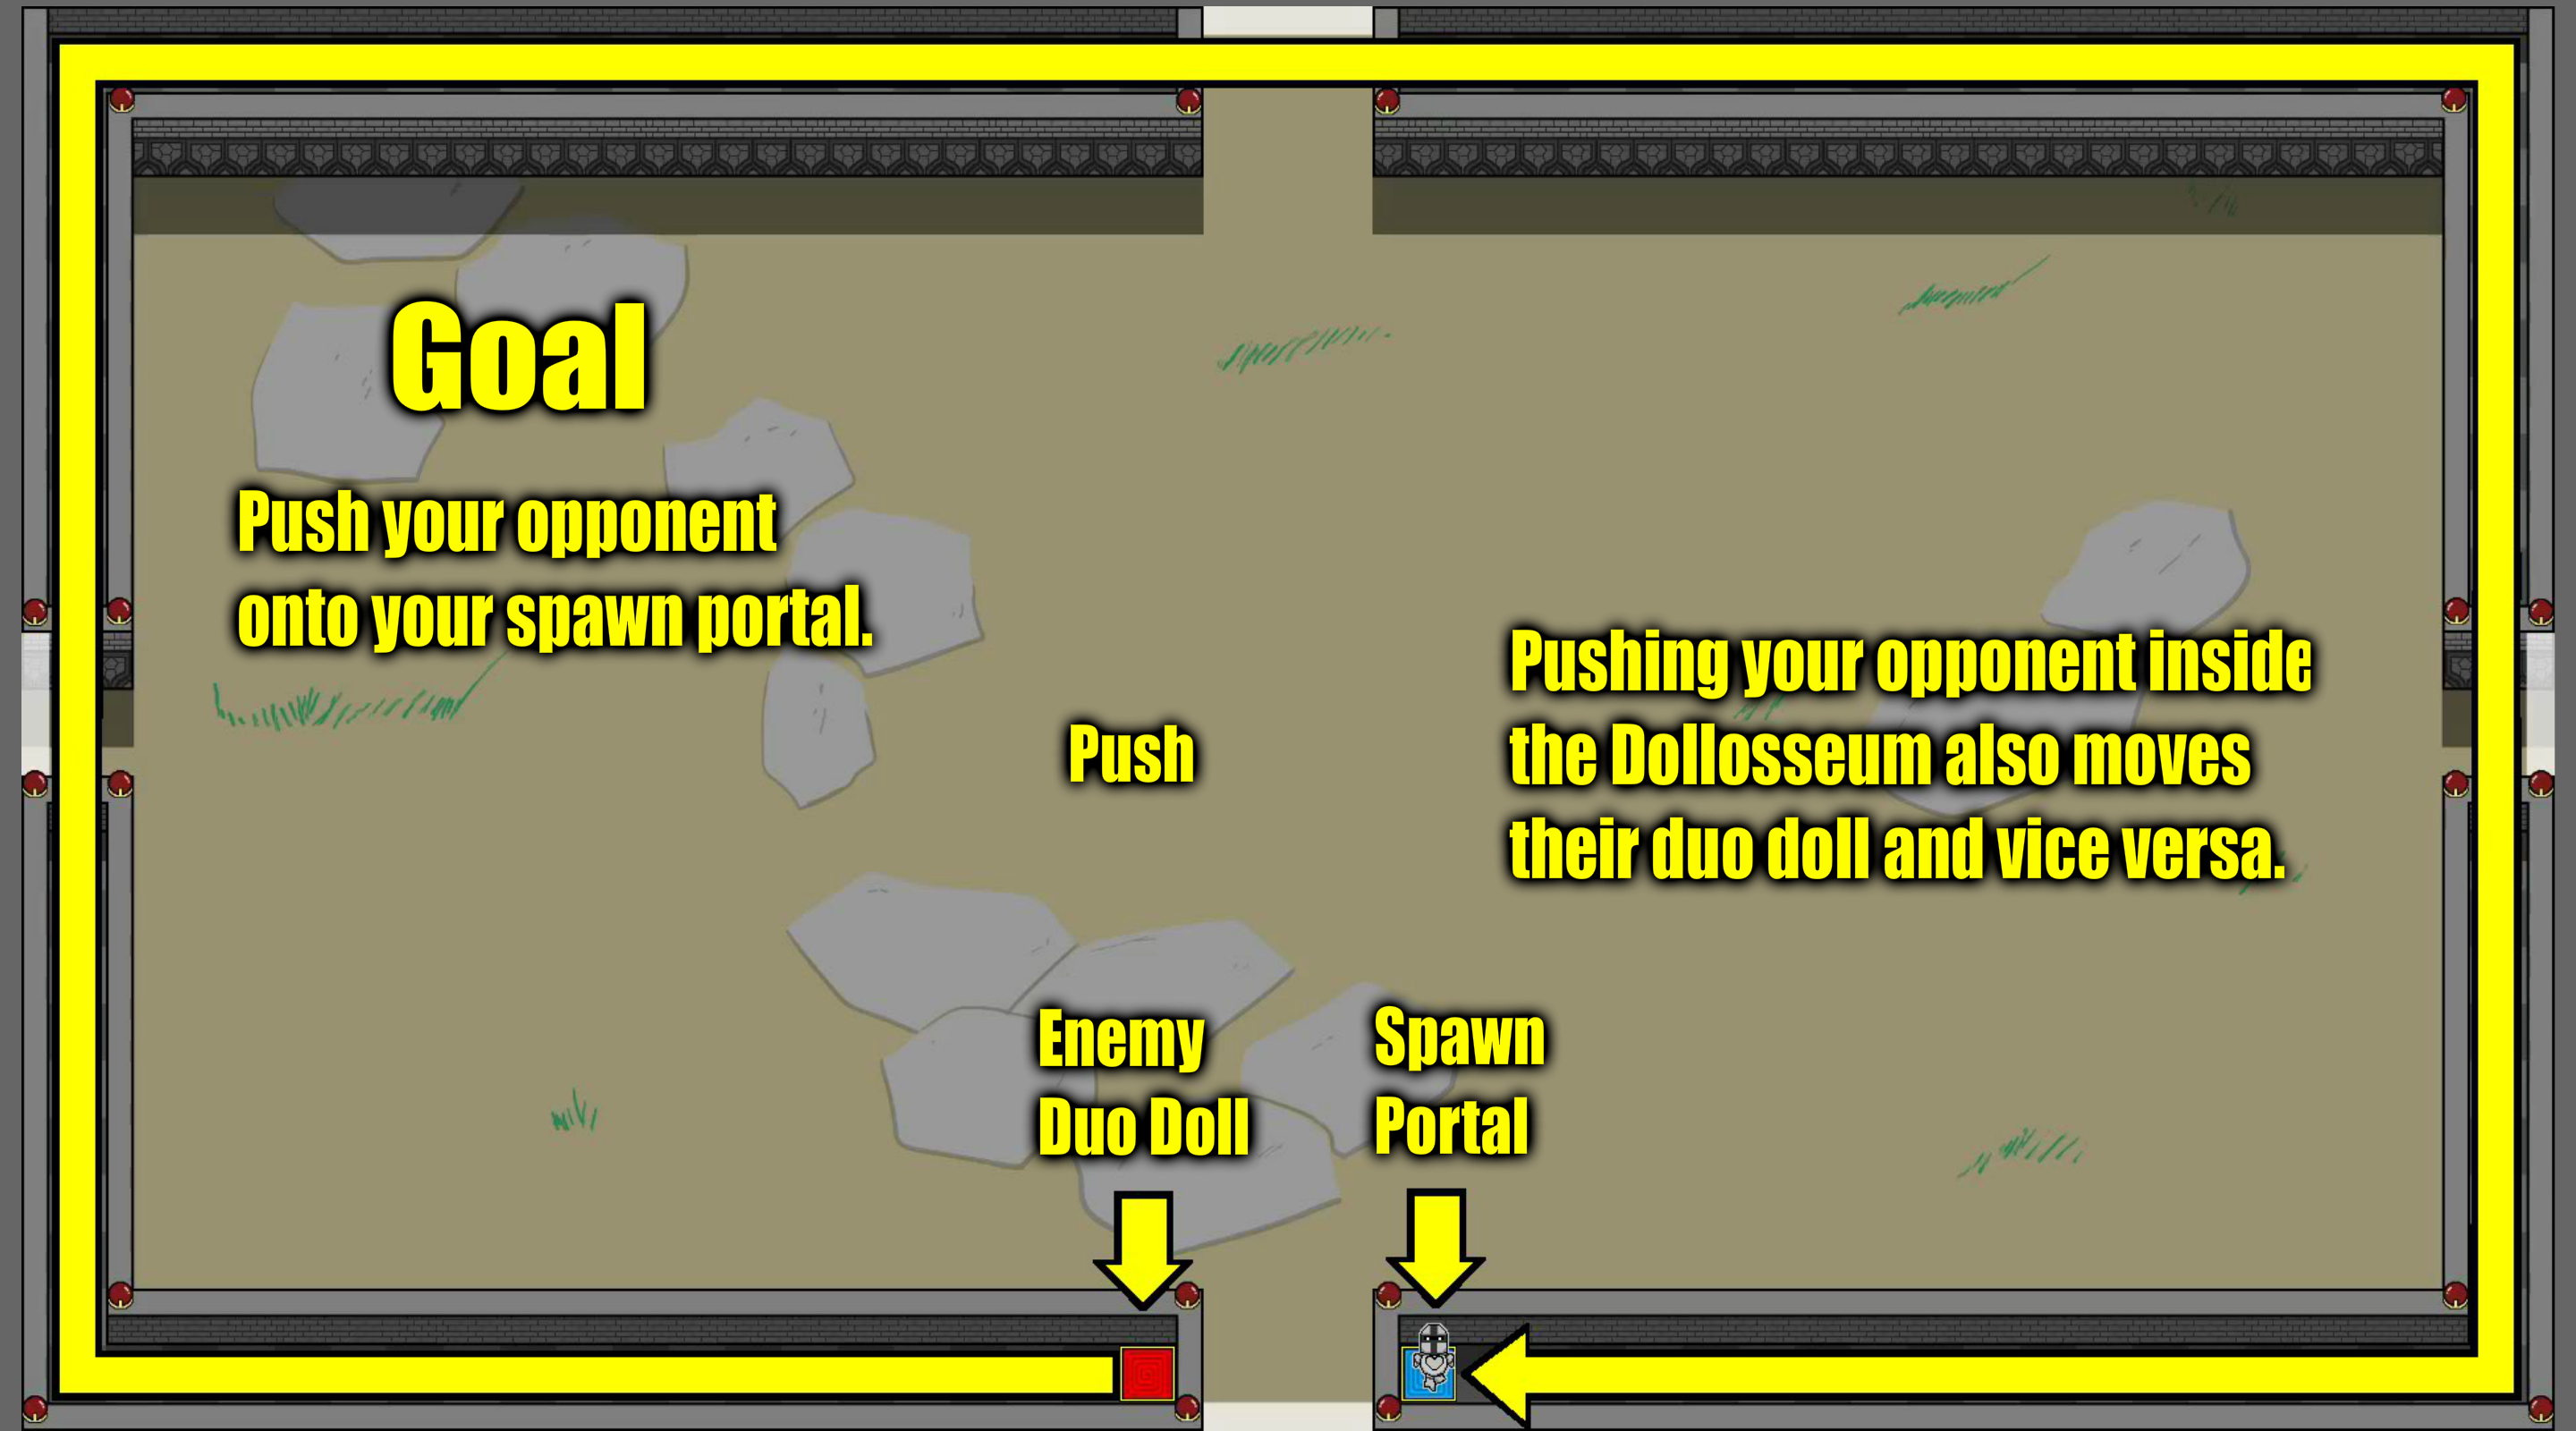 Goal
Push your opponent
onto your spawn portal.
Push
Pushing your opponent inside
the Dollosseum also moves
their duo doll and vice versa.
Enemy
Duo Doll
Spawn
Portal